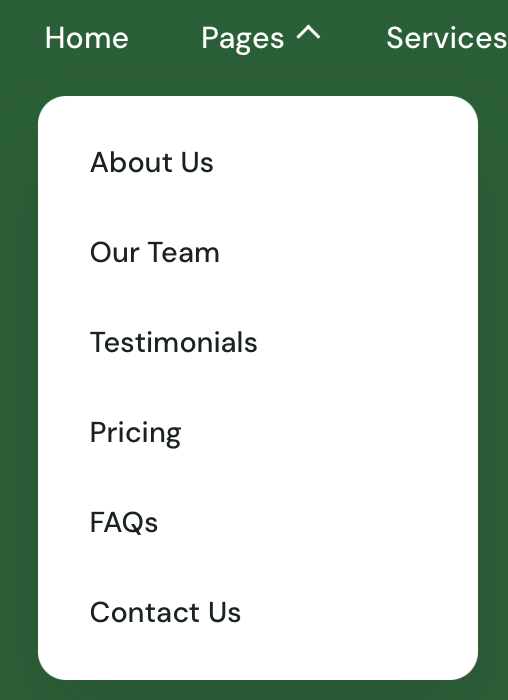 Home Pages Services
About Us
Our Team
Testimonials
Pricing
FAQs
Contact Us